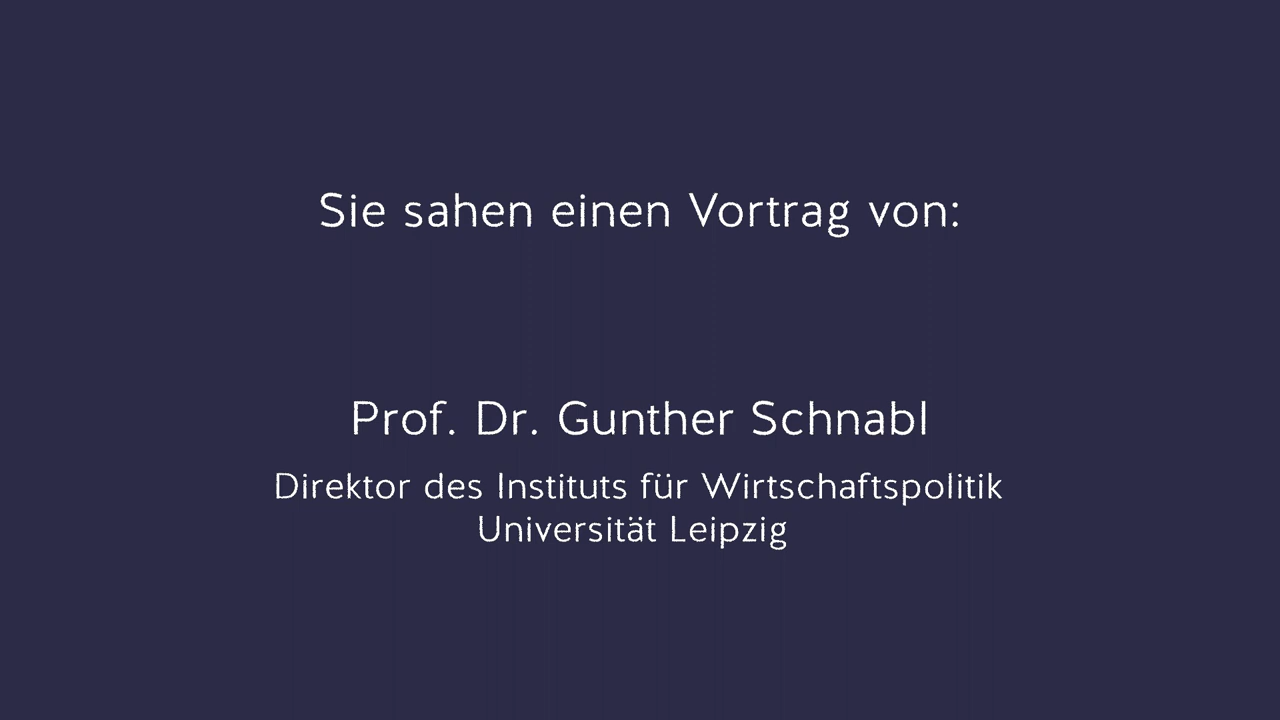 Sie sahen einen Vortrag von:
Prof. Dr. Gunther Schnabl
Direktor des Instituts für Wirtschaftspolitik
Universität Leipzig